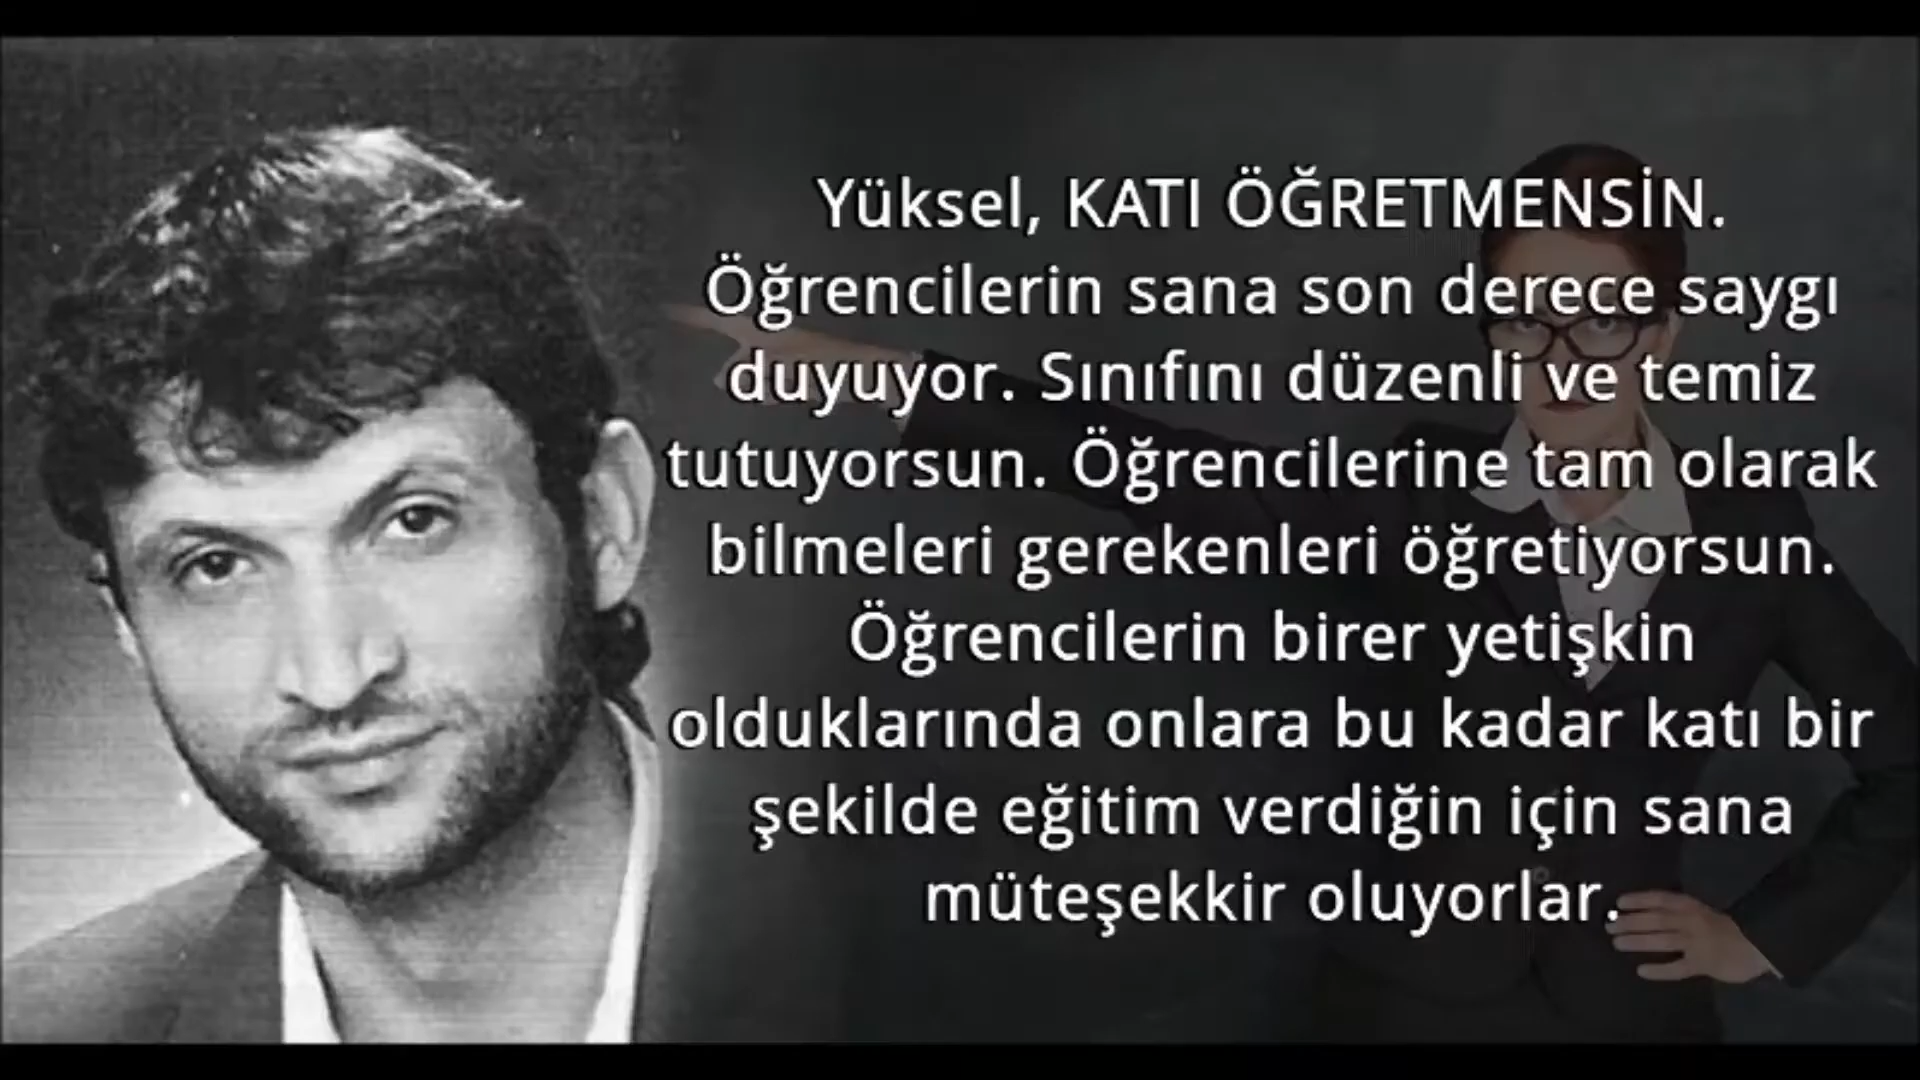 Yüksel, KATI ÖĞRETMENSİN.
Öğrencilerin sana son derece saygı
duyuyor. Sınıfını düzenli ve temiz
tutuyorsun. Öğrencilerine tam olarak
bilmeleri gerekenleri öğretiyorsun.
Öğrencilerin birer yetişkin
olduklarında onlara bu kadar katı bir
şekilde eğitim verdiğin için sana
müteşekkir oluyorlar.